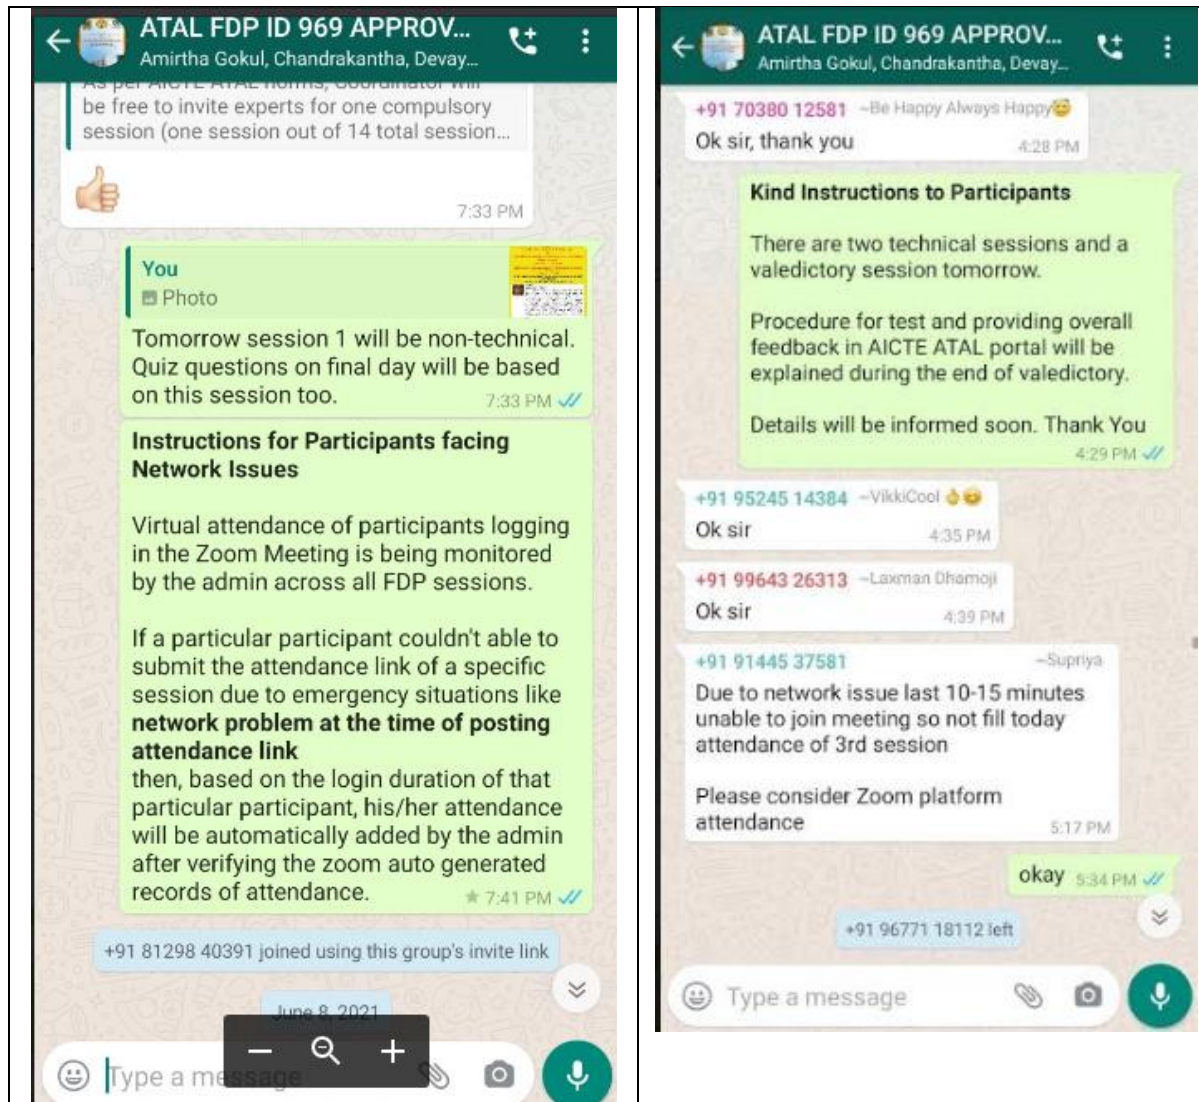 ATAL FDP ID 969 APPROV...
Amirtha Gokul, Chandrakantha, Devay...
As per AICTE ATAL norms, Coordinator will
be free to invite experts for one compulsory
session (one session out of 14 total session...
7:33 PM
You
Photo
Tomorrow session 1 will be non-technical.
Quiz questions on final day will be based
on this session too.
7:33 PM
Instructions for Participants facing
Network Issues
Virtual attendance of participants logging
in the Zoom Meeting is being monitored
by the admin across all FDP sessions.
If a particular participant couldn't able to
submit the attendance link of a specific
session due to emergency situations like
network problem at the time of posting
attendance link
then, based on the login duration of that
particular participant, his/her attendance
will be automatically added by the admin
after verifying the zoom auto generated
records of attendance.
7:41 PM
+91 81298 40391 joined using this group's invite link
June 8, 2021
Type a message
ATAL FDP ID 969 APPROV...
Amirtha Gokul, Chandrakantha, Devay...
+91 70380 12581 ~Be Happy Always Happy
Ok sir, thank you
4:28 PM
Kind Instructions to Participants
There are two technical sessions and a
valedictory session tomorrow.
Procedure for test and providing overall
feedback in AICTE ATAL portal will be
explained during the end of valedictory.
Details will be informed soon. Thank You
4:29 PM
+91 95245 14384 ~VikkiCool
Ok sir
4:35 PM
+91 99643 26313 ~Laxman Dhamoji
Ok sir
4:39 PM
+91 91445 37581 ~Supriya
Due to network issue last 10-15 minutes
unable to join meeting so not fill today
attendance of 3rd session
Please consider Zoom platform
attendance
5:17 PM
okay 5:34 PM
+91 96771 18112 left
Type a message